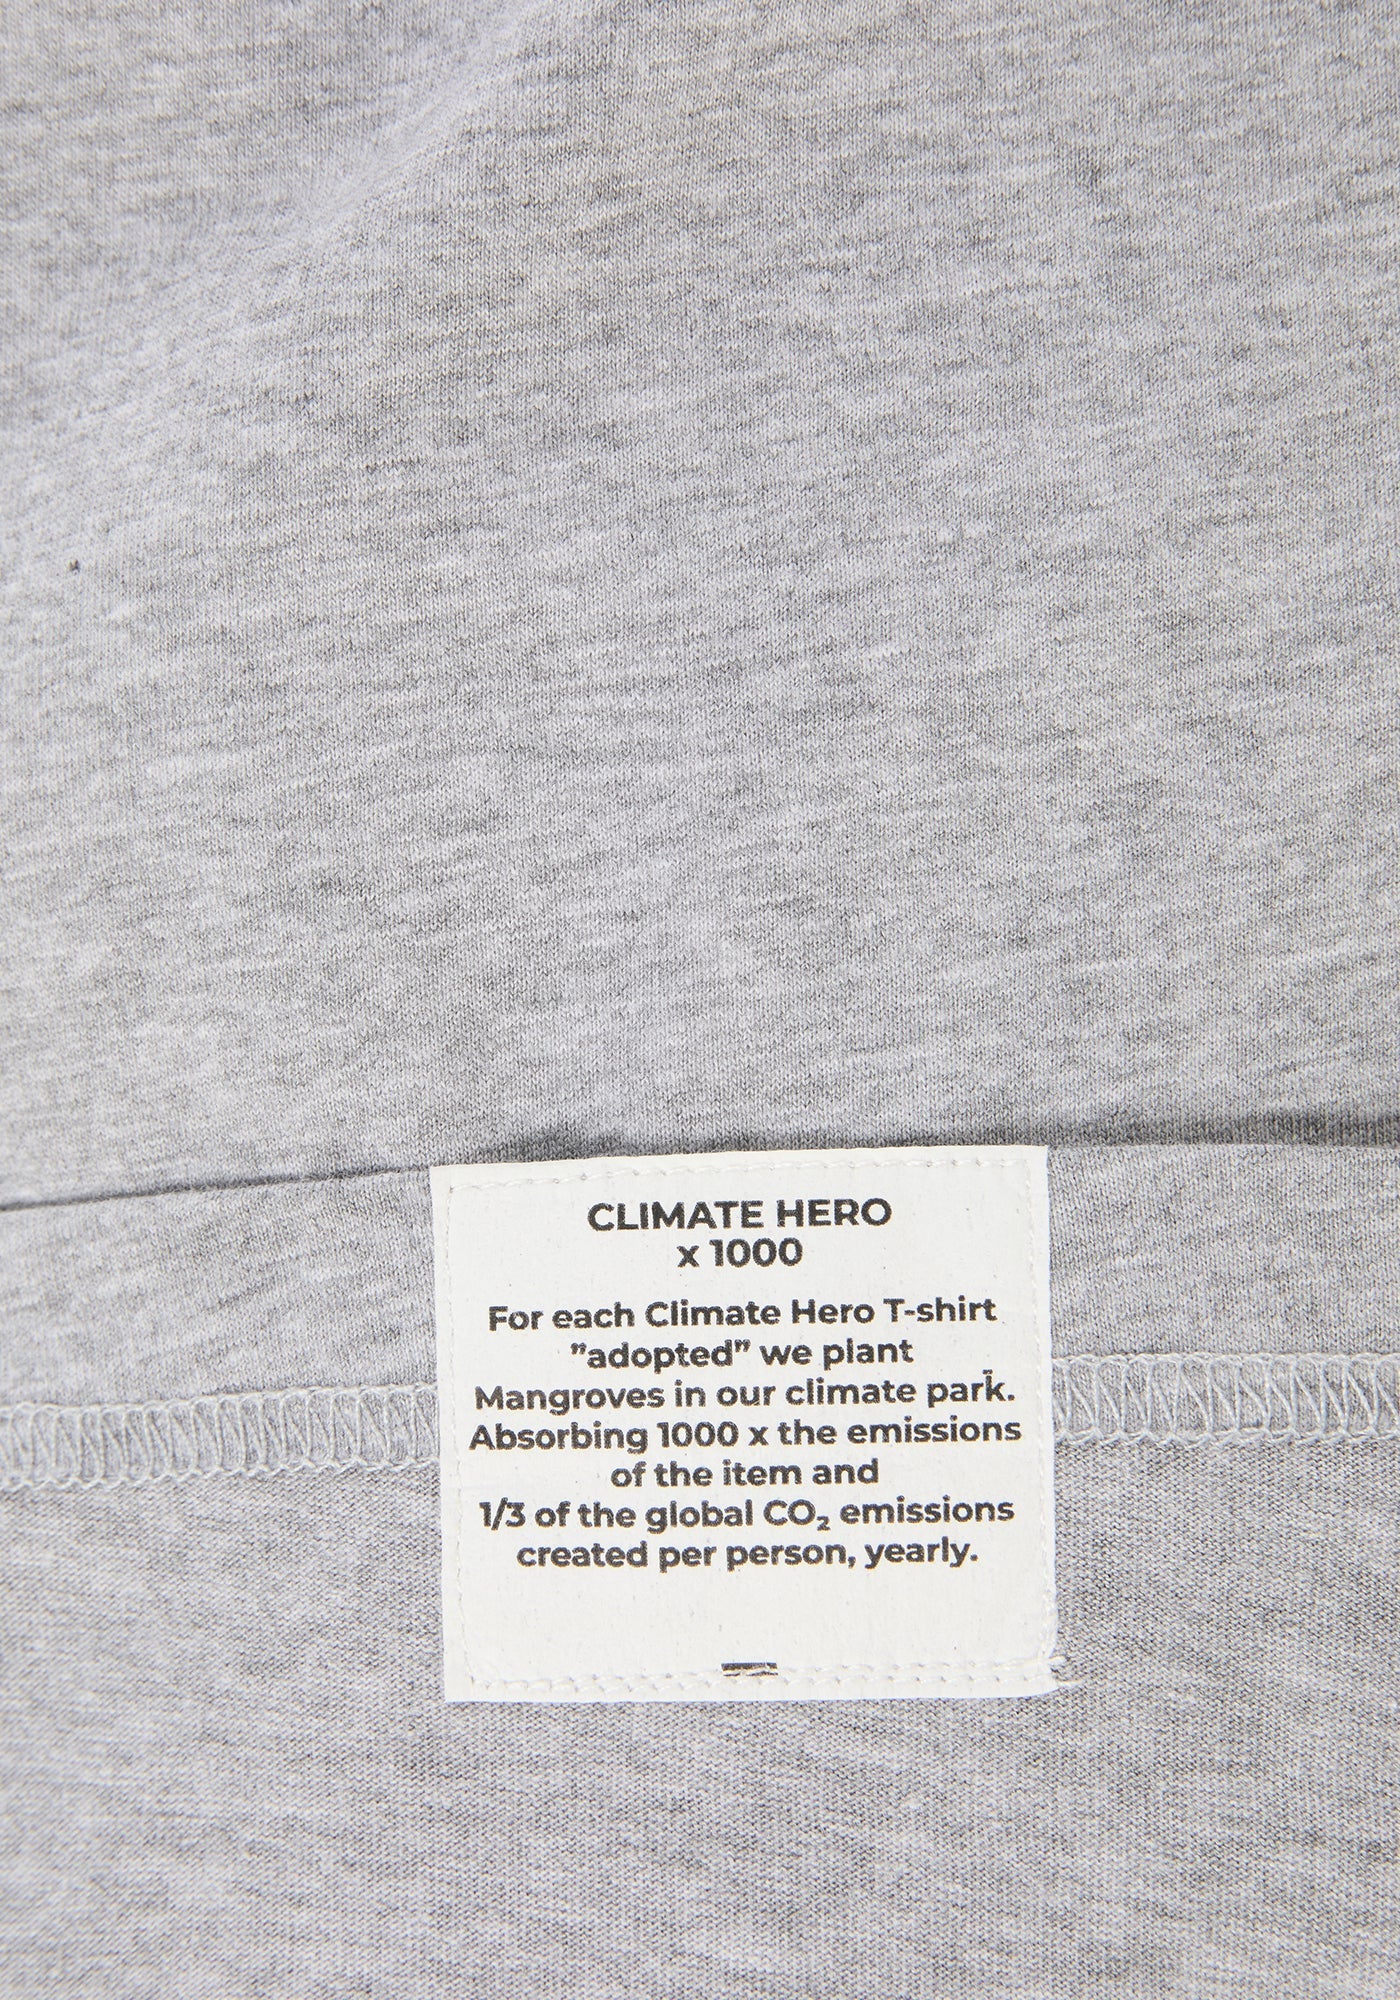 CLIMATE HERO
x 1000
For each Climate Hero T-shirt
”adopted” we plant
Mangroves in our climate park.
Absorbing 1000 x the emissions
of the item and
1/3 of the global CO₂ emissions
created per person, yearly.